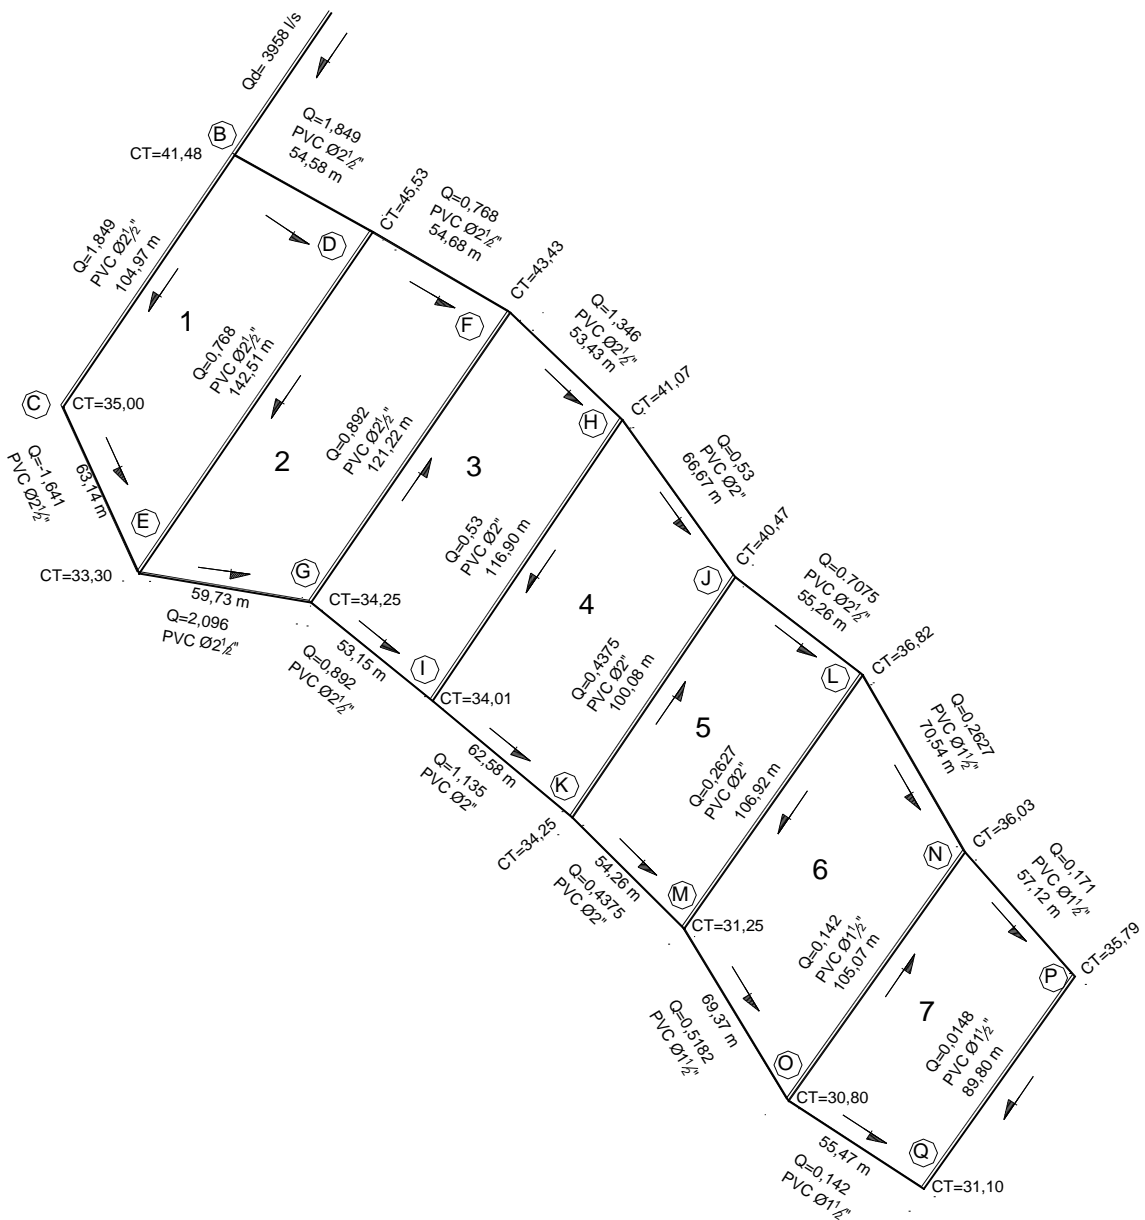 Qd= 3958 l/s
B
CT=41,48
Q=1,849
PVC Ø2½"
54,58 m
CT=45,53
Q=0,768
PVC Ø2½"
54,68 m
CT=43,43
Q=1,849
PVC Ø2½"
104,97 m
D
1
Q=0,768
PVC Ø2½"
142,51 m
F
Q=1,346
PVC Ø2½"
53,43 m
CT=41,07
C
CT=35,00
Q=-1,641
PVC Ø2½"
63,14 m
E
CT=33,30
2
Q=0,892
PVC Ø2½"
121,22 m
3
H
Q=0,53
PVC Ø2"
66,67 m
CT=40,47
Q=0,53
PVC Ø2"
116,90 m
G
CT=34,25
59,73 m
Q=2,096
PVC Ø2½"
53,15 m
Q=0,892
PVC Ø2½"
I
CT=34,01
4
J
Q=0.7075
PVC Ø2½"
55,26 m
CT=36,82
Q=0,4375
PVC Ø2"
100,08 m
L
62,58 m
Q=1,135
PVC Ø2"
K
CT=34,25
5
Q=0,2627
PVC Ø2"
106,92 m
Q=0,2627
PVC Ø1½"
70,54 m
CT=36,03
54,26 m
Q=0,4375
PVC Ø2"
M
CT=31,25
6
N
Q=0,171
PVC Ø1½"
57,12 m
CT=35,79
Q=0,142
PVC Ø1½"
105,07 m
P
69,37 m
Q=0,5182
PVC Ø1½"
7
Q=0,0148
PVC Ø1½"
89,80 m
O
CT=30,80
55,47 m
Q=0,142
PVC Ø1½"
Q
CT=31,10